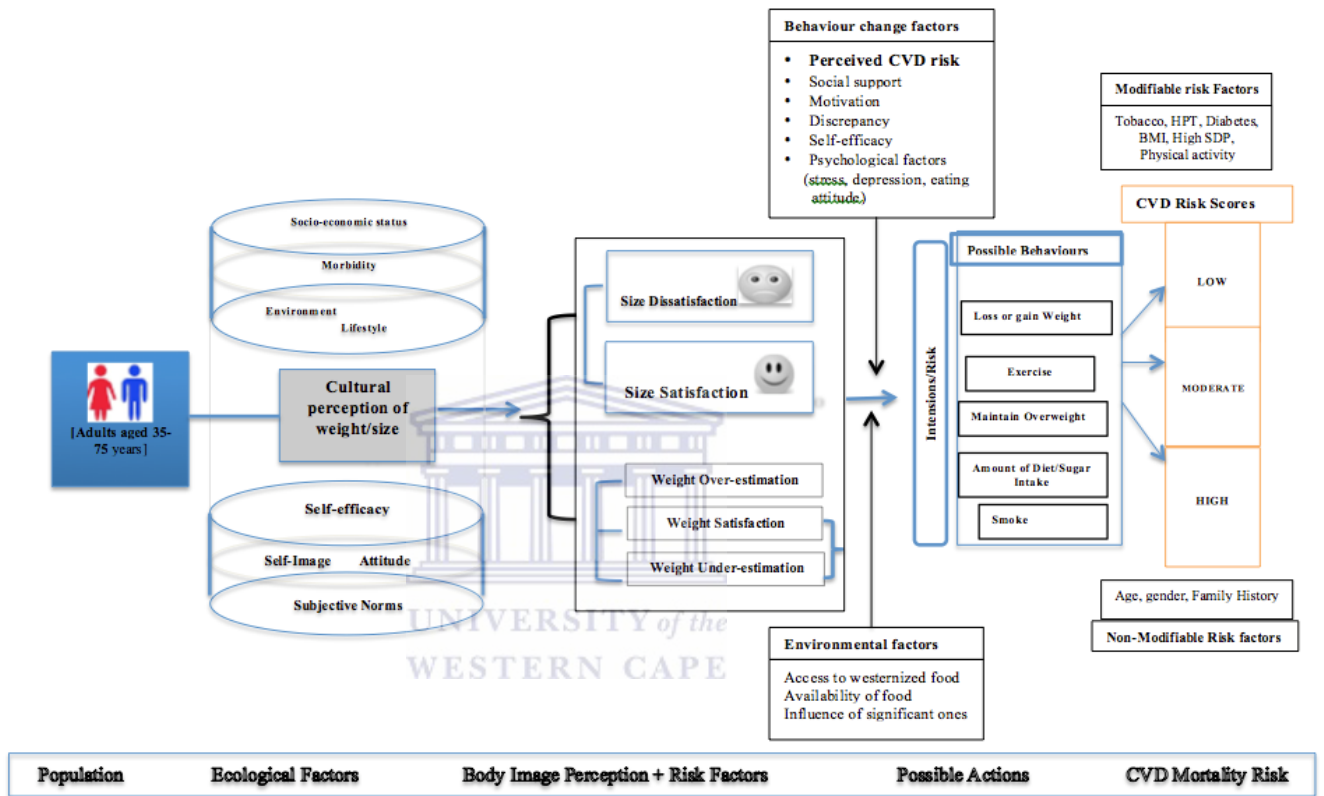 Behaviour change factors
• Perceived CVD risk
• Social support
• Motivation
• Discrepancy
• Self-efficacy
• Psychological factors
(stress, depression, eating
attitude.)
Modifiable risk Factors
Tobacco, HPT, Diabetes,
BMI, High SDP,
Physical activity
Socio-economic status
Morbidity
Environment
Lifestyle
[Adults aged 35-
75 years]
Cultural
perception of
weight/size
Self-efficacy
Self-Image Attitude
Subjective Norms
Size Dissatisfaction
Size Satisfaction
Weight Over-estimation
Weight Satisfaction
Weight Under-estimation
UNIVERSITY of the
WESTERN CAPE
Environmental factors
Access to westernized food
Availability of food
Influence of significant ones
Intensions/Risk
Possible Behaviours
Loss or gain Weight
Exercise
Maintain Overweight
Amount of Diet/Sugar
Intake
Smoke
CVD Risk Scores
LOW
MODERATE
HIGH
Age, gender, Family History
Non-Modifiable Risk factors
Population Ecological Factors Body Image Perception + Risk Factors Possible Actions CVD Mortality Risk